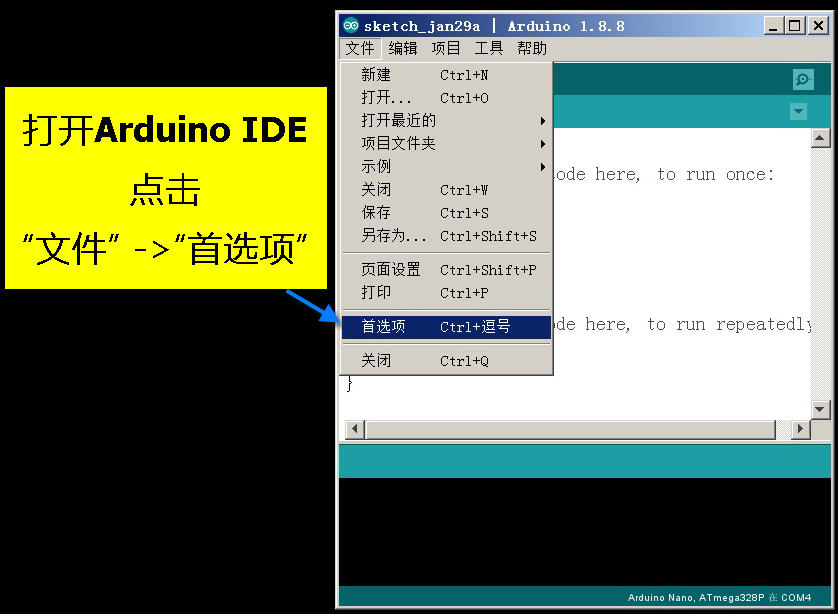 sketch_jan29a | Arduino 1.8.8
文件 编辑 项目 工具 帮助
打开Arduino IDE
点击
“文件” ->“首选项”
新建 Ctrl+N
打开... Ctrl+O
打开最近的
项目文件夹
示例
关闭 Ctrl+W
保存 Ctrl+S
另存为... Ctrl+Shift+S
页面设置 Ctrl+Shift+P
打印 Ctrl+P
首选项 Ctrl+逗号
关闭 Ctrl+Q
ode here, to run once:
de here, to run repeatedly
}
Arduino Nano, ATmega328P 在 COM4